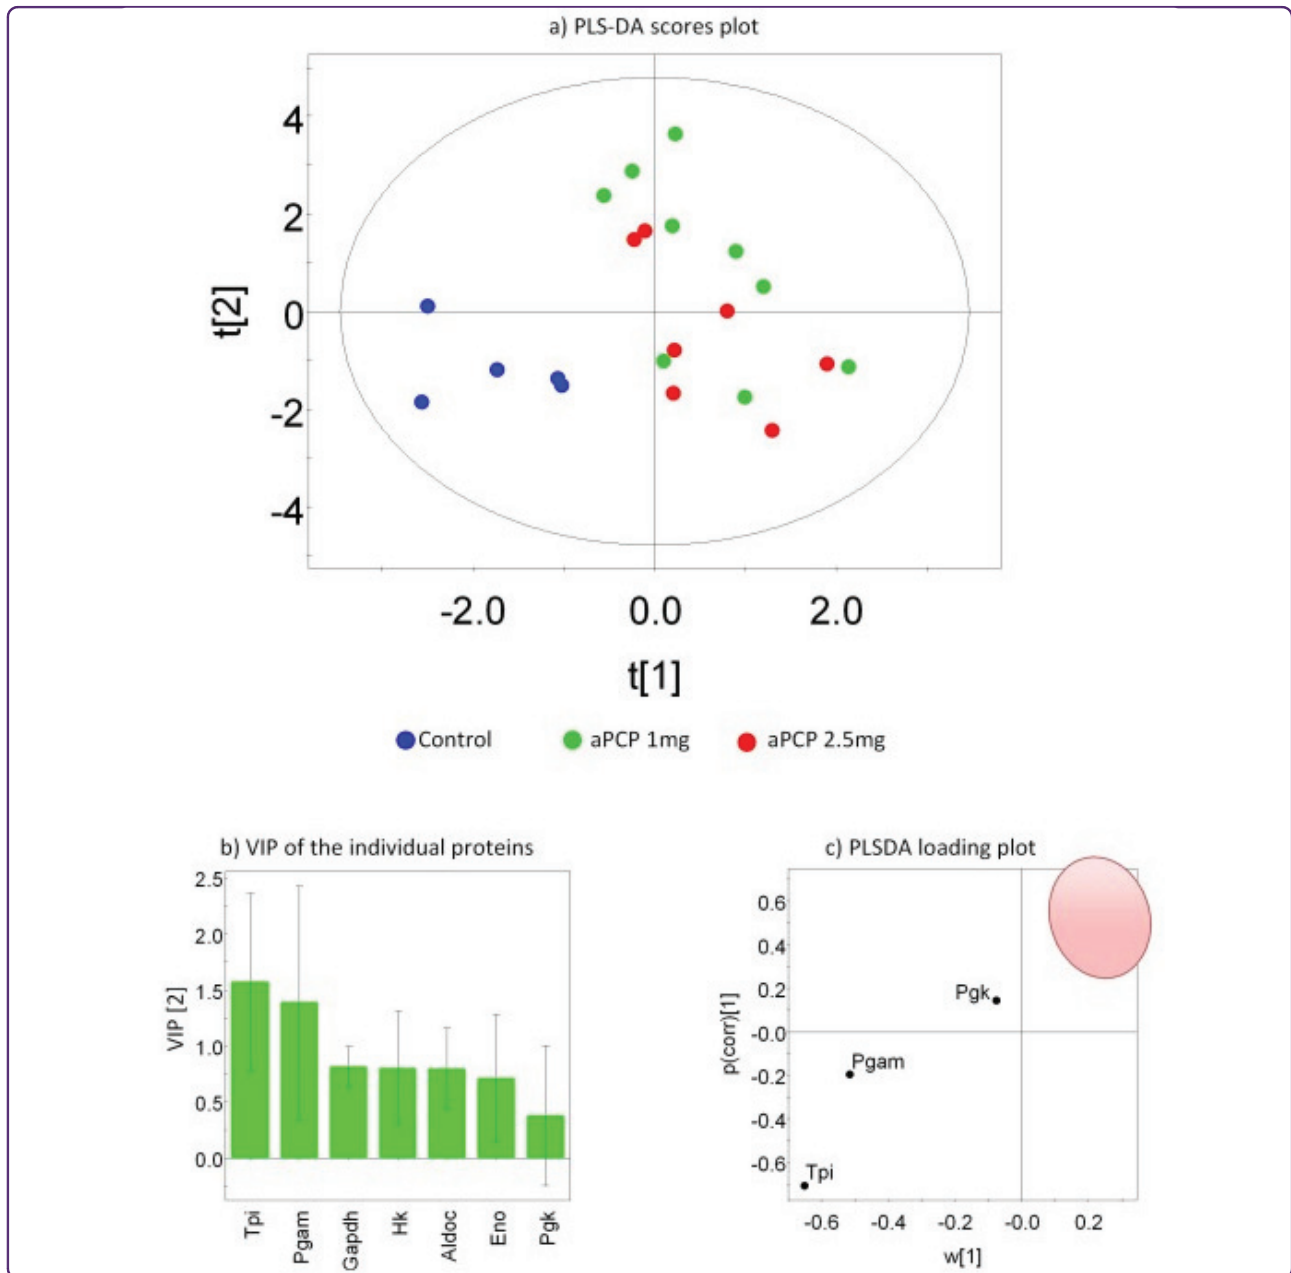 a) PLS-DA scores plot
4
2
0
-2
-4
t[2]
-2.0 0.0 2.0
t[1]
Control aPCP 1mg aPCP 2.5mg
b) VIP of the individual proteins
2.5
2.0
1.5
1.0
0.5
0.0
VIP [2]
Tpi Pgam Gapdh Hk Aldoc Eno Pgk
c) PLSDA loading plot
0.6
0.4
0.2
-0.0
-0.2
-0.4
-0.6
p(corr)[1]
Pgk
Pgam
Tpi
-0.6 -0.4 -0.2 -0.0 0.2
w[1]